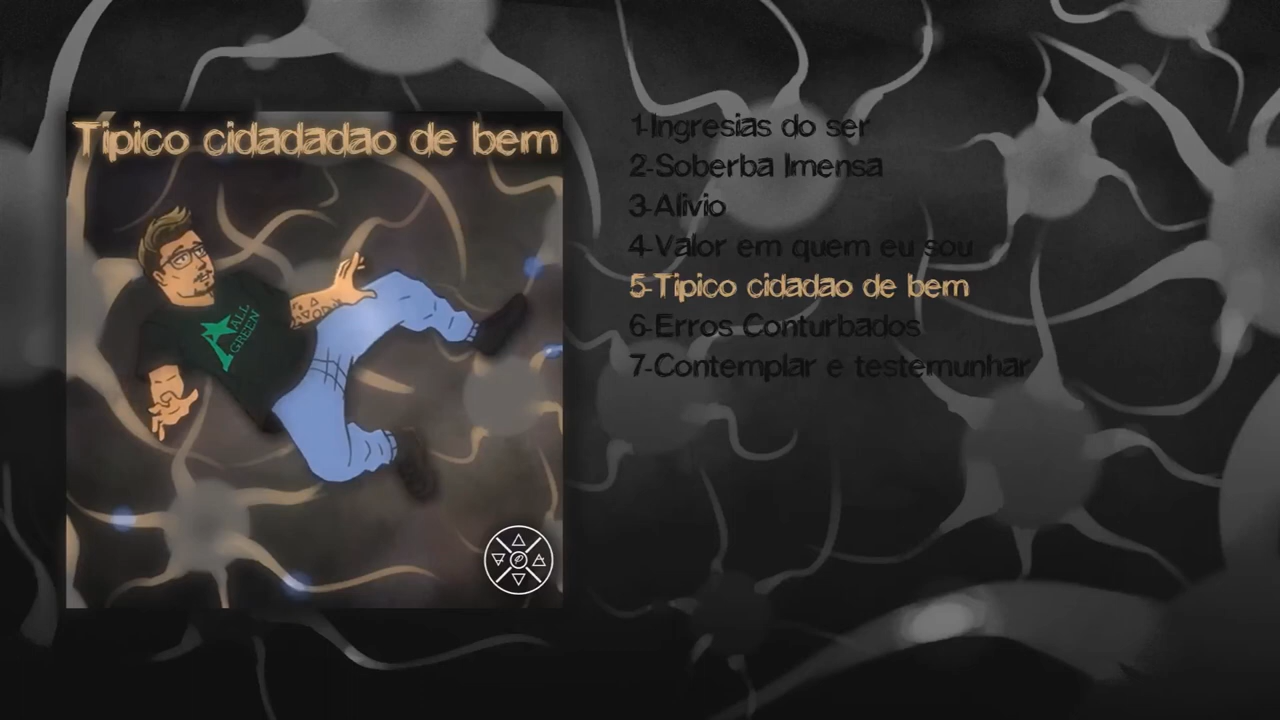 Tipico cidadadao de bem
ALL
GREEN
1-Ingresias do ser
2-Soberba Imensa
3-Alivio
4-Valor em quem eu sou
5-Tipico cidadao de bem
6-Erros Conturbados
7-Contemplar e testemunhar